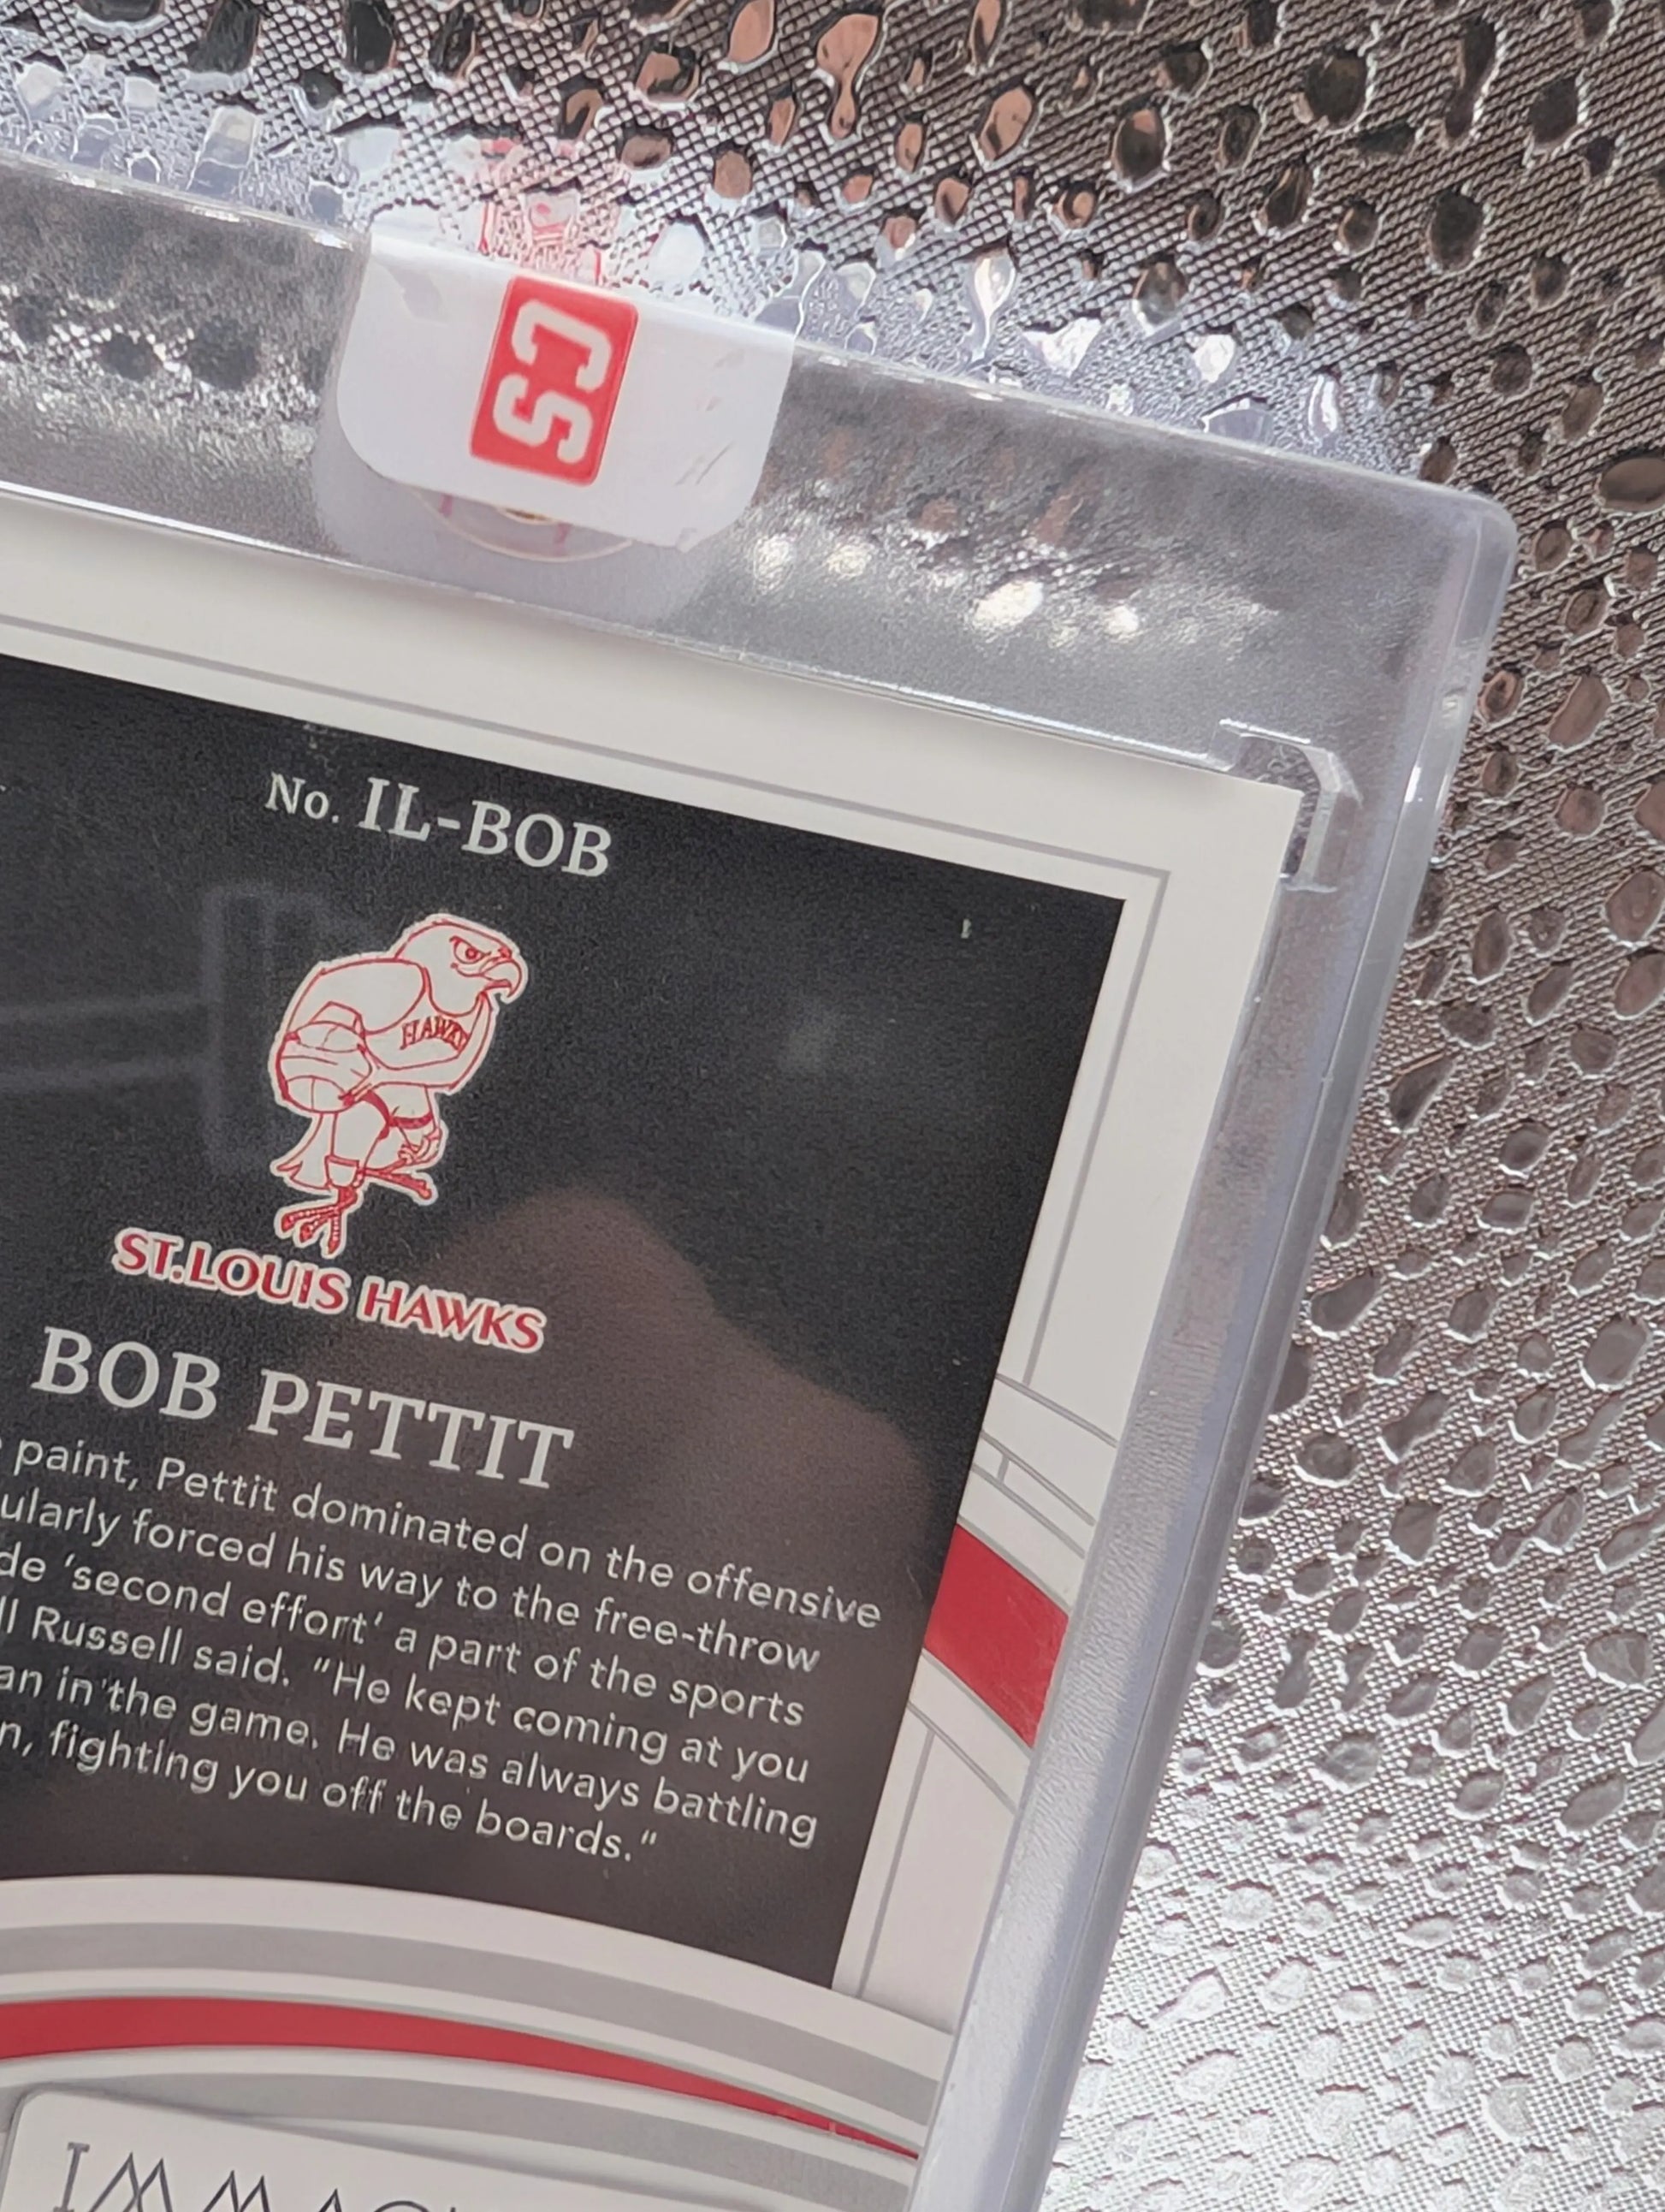 CS
No. IL-BOB
HAWKS
ST. LOUIS HAWKS
BOB PETTIT
paint, Pettit dominated on the offensive
ularly forced his way to the free-throw
de ‘second effort’ a part of the sports
ll Russell said. “He kept coming at you
an in the game. He was always battling
n, fighting you off the boards.”
IMMAC